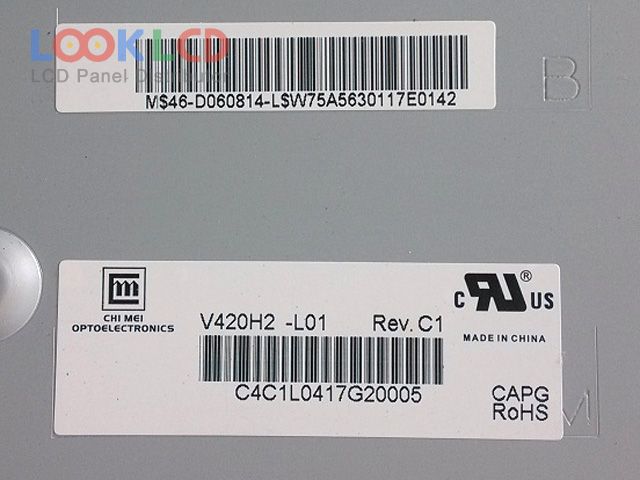 LOOKLCD
LCD Panel Distributor
M$46-D060814-L$W75A5630117E0142
B
CHI MEI
OPTOELECTRONICS
V420H2 -L01 Rev. C1
C US ®
MADE IN CHINA
C4C1L0417G20005
CAPG
RoHS
M